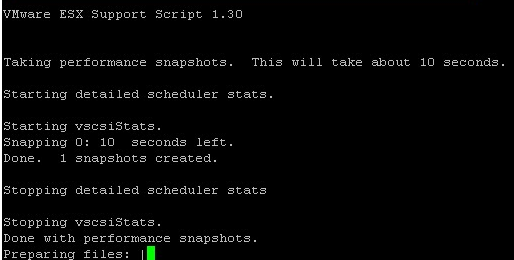 VMware ESX Support Script 1.30
Taking performance snapshots.  This will take about 10 seconds.
Starting detailed scheduler stats.
Starting vscsiStats.
Snapping 0: 10  seconds left.
Done.  1 snapshots created.
Stopping detailed scheduler stats
Stopping vscsiStats.
Done with performance snapshots.
Preparing files: |